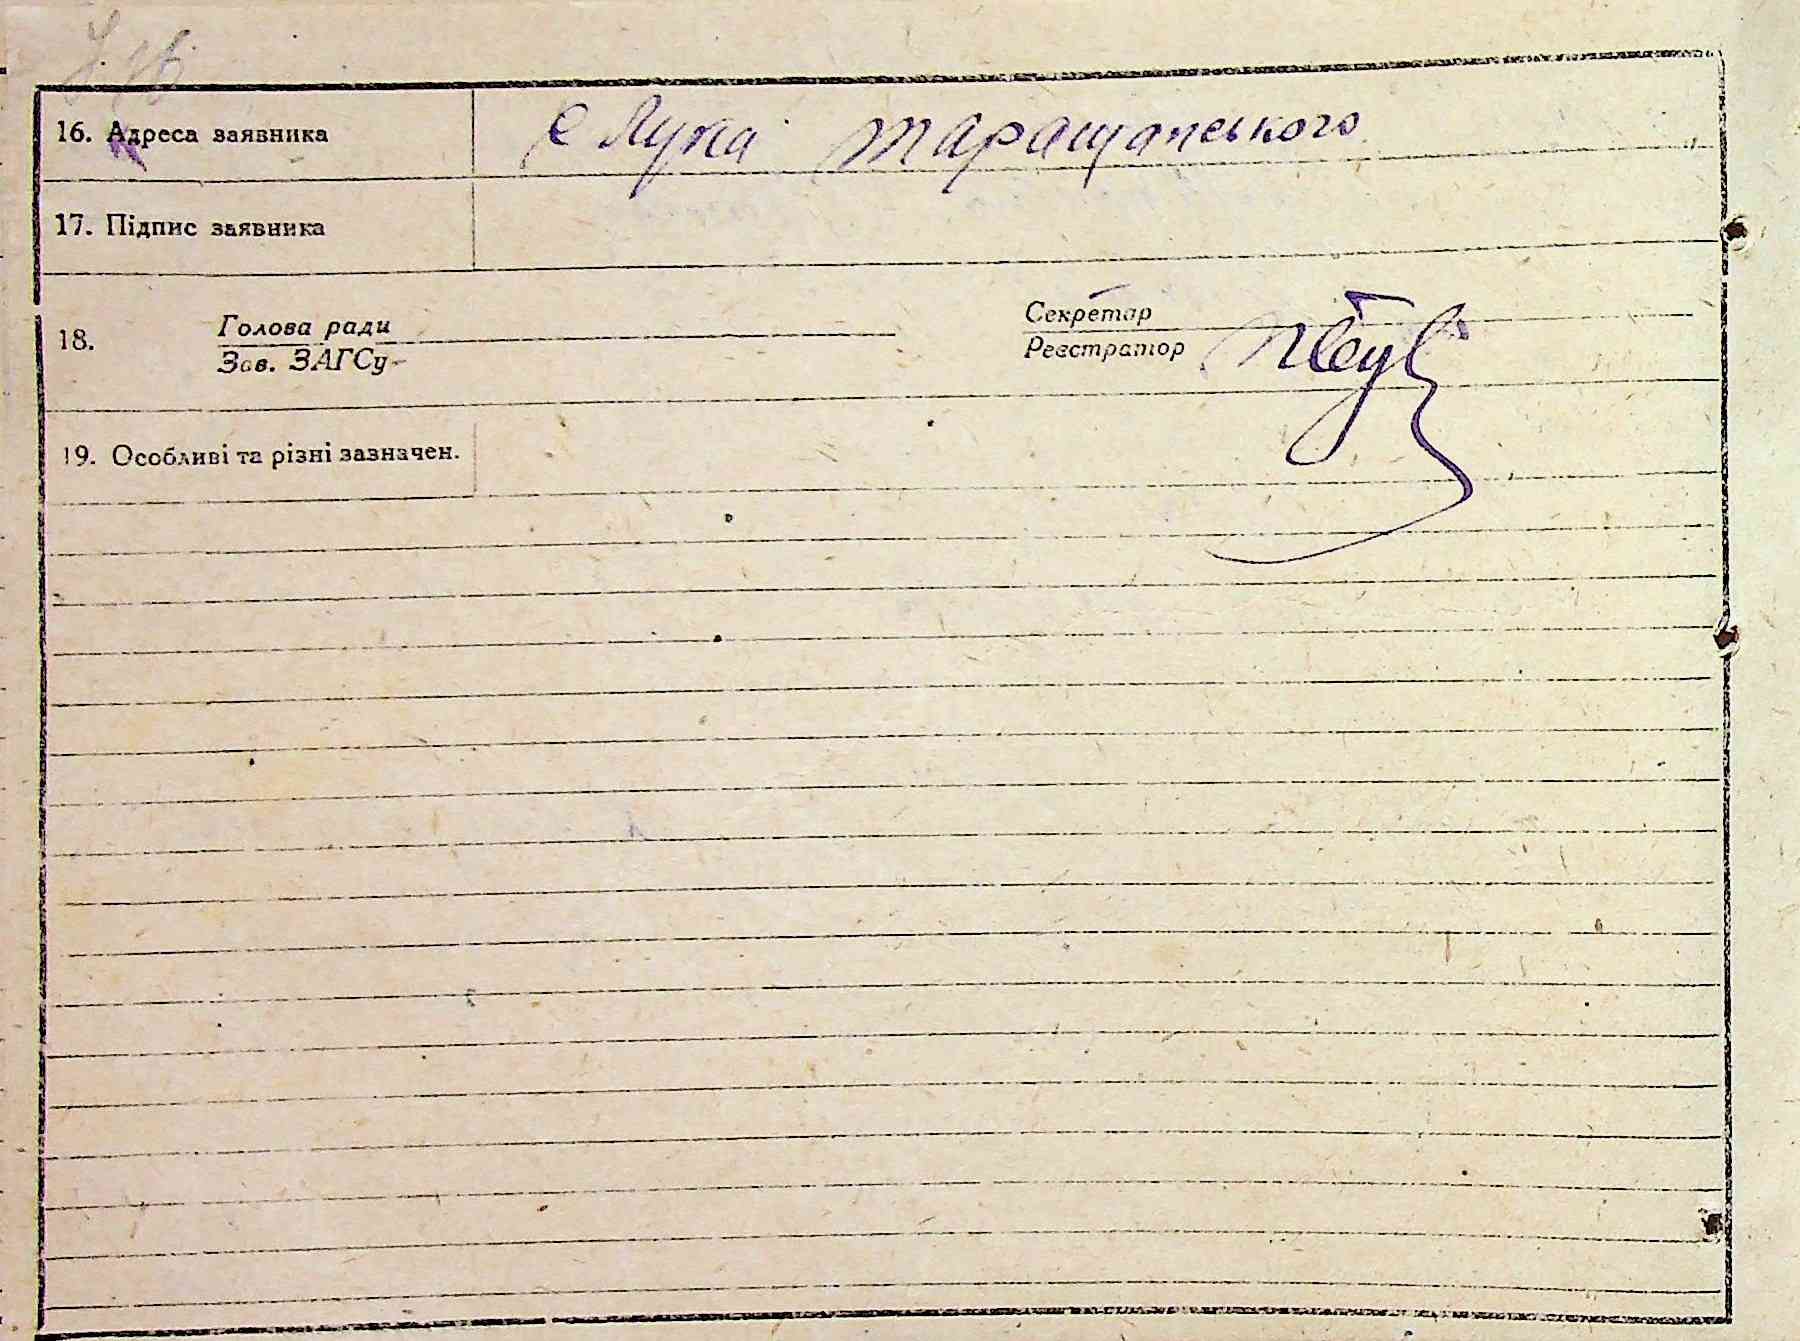 16. Адреса заявника с Лука Таращанського
17. Підпис заявника
18. Голова ради Секретар
Зав. ЗАГСу Реєстратор
19. Особливі та різні зазначен.